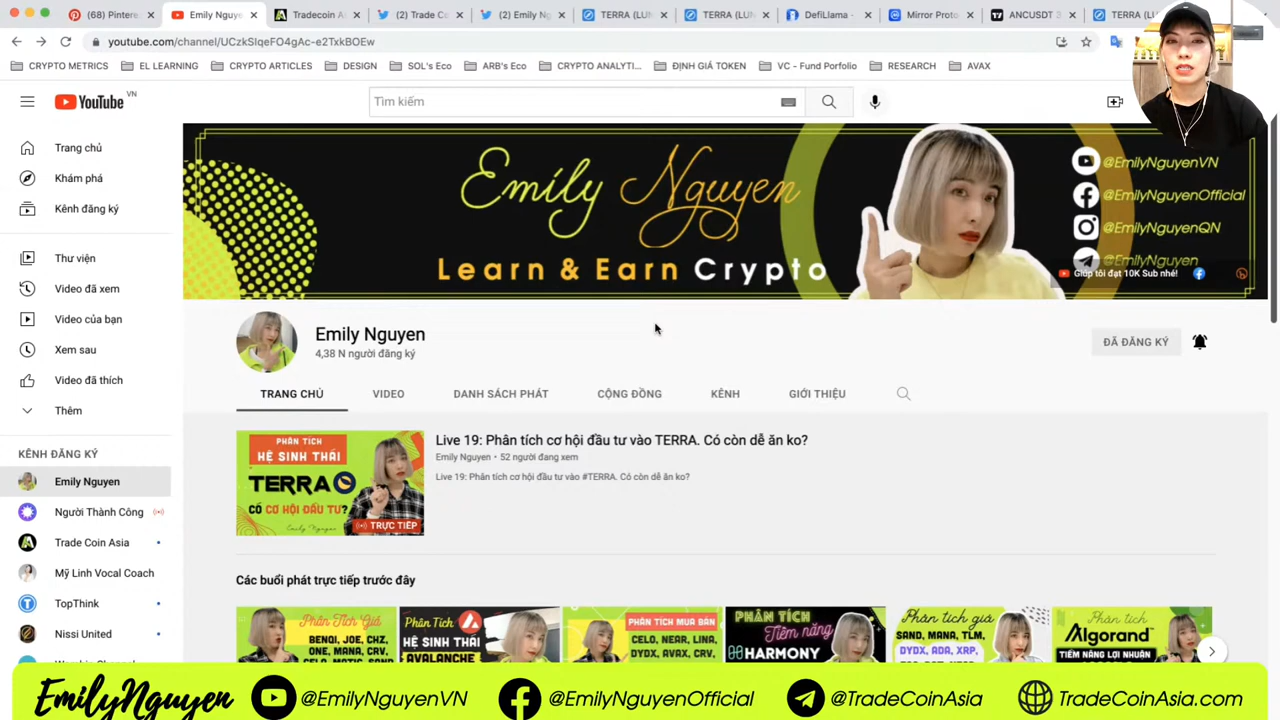 (68) Pinteres
Emily Nguye
Tradecoin A
(2) Trade C
(2) Emily Ng
TERRA (LU
TERRA (LU
DefiLlama -
Mirror Proto
ANCUSDT
TERRA (LU
youtube.com/channel/UCzkSIqeFO4gAc-e2TxkBOEw
CRYPTO METRICS
EL LEARNING
CRYPTO ARTICLES
DESIGN
SOL's Eco
ARB's Eco
CRYPTO ANALYTI...
ĐỊNH GIÁ TOKEN
VC - Fund Porfolio
RESEARCH
AVAX
YouTube VN
Tìm kiếm
Emily Nguyen
Learn & Earn Crypto
@EmilyNguyenVN
@EmilyNguyenOfficial
@EmilyNguyenQN
@EmilyNguyen
Giúp tôi đạt 10K Sub nhé!
Trang chủ
Khám phá
Kênh đăng ký
Thư viện
Video đã xem
Video của bạn
Xem sau
Video đã thích
Thêm
KÊNH ĐĂNG KÝ
Emily Nguyen
Người Thành Công
Trade Coin Asia
Mỹ Linh Vocal Coach
TopThink
Nissi United
Emily Nguyen
4,38 N người đăng ký
ĐÃ ĐĂNG KÝ
TRANG CHỦ
VIDEO
DANH SÁCH PHÁT
CỘNG ĐỒNG
KÊNH
GIỚI THIỆU
PHÂN TÍCH
HỆ SINH THÁI
TERRA
CÓ CƠ HỘI ĐẦU TƯ?
Emily Nguyen
TRỰC TIẾP
Live 19: Phân tích cơ hội đầu tư vào TERRA. Có còn dễ ăn ko?
Emily Nguyen • 52 người đang xem
Live 19: Phân tích cơ hội đầu tư vào #TERRA. Có còn dễ ăn ko?
Các buổi phát trực tiếp trước đây
Phân Tích Giá
BENQI, JOE, CHZ,
ONE, MANA, CRV,
CELO, MATIC, SAND
Phân Tích
HỆ SINH THÁI
AVALANCHE
PHÂN TÍCH MUA BÁN
CELO, NEAR, LINA,
DYDX, AVAX, CRV,
PHÂN TÍCH
Tiềm năng
HARMONY
Phân tích giá
SAND, MANA, TLM,
DYDX, ADA, XRP,
Phân tích
Algorand
TIỀM NĂNG LỢI NHUẬN
EmilyNguyen
@EmilyNguyenVN
@EmilyNguyenOfficial
@TradeCoinAsia
TradeCoinAsia.com